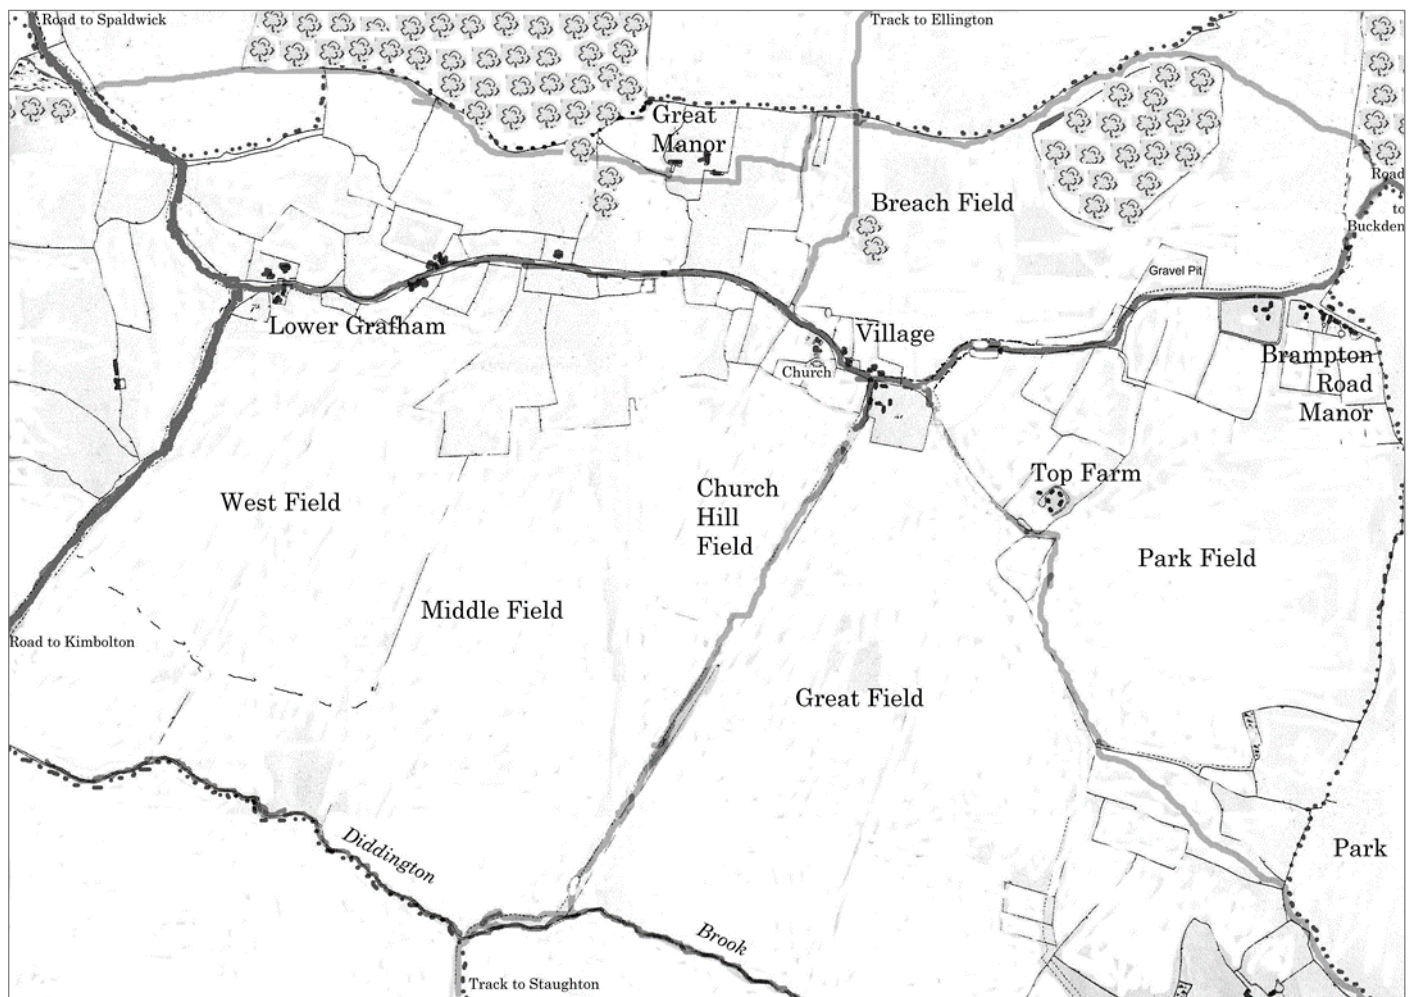 Road to Spaldwick
Track to Ellington
Great
Manor
Road
to
Buckden
Breach Field
Gravel Pit
Lower Grafham
Village
Church
Brampton
Road
Manor
Top Farm
West Field
Church
Hill
Field
Park Field
Middle Field
Road to Kimbolton
Great Field
Diddington
Park
Brook
Track to Staughton